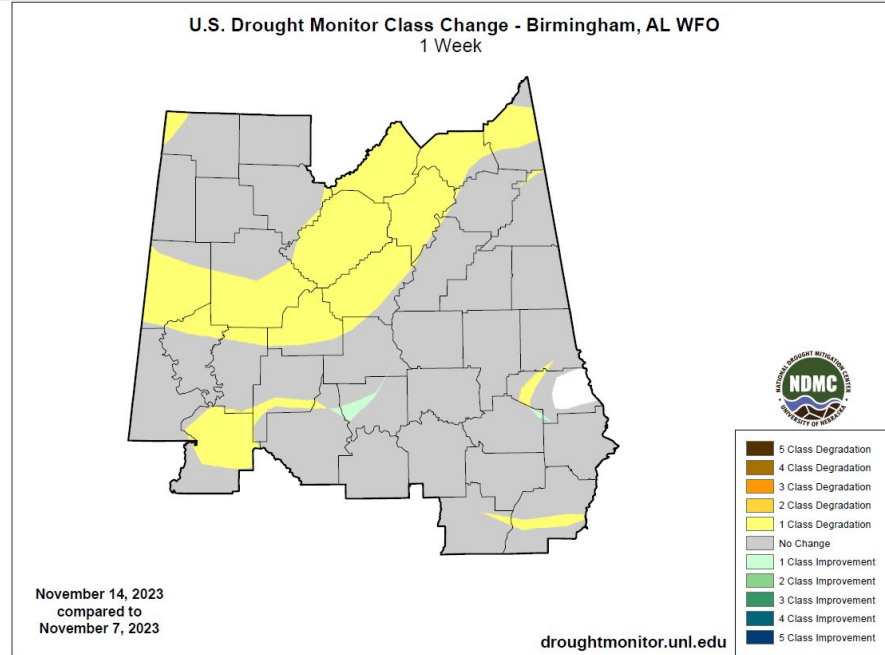 U.S. Drought Monitor Class Change - Birmingham, AL WFO
1 Week
NATIONAL DROUGHT MITIGATION CENTER
NDMC
UNIVERSITY OF NEBRASKA
5 Class Degradation
4 Class Degradation
3 Class Degradation
2 Class Degradation
1 Class Degradation
No Change
1 Class Improvement
2 Class Improvement
3 Class Improvement
4 Class Improvement
5 Class Improvement
November 14, 2023
compared to
November 7, 2023
droughtmonitor.unl.edu